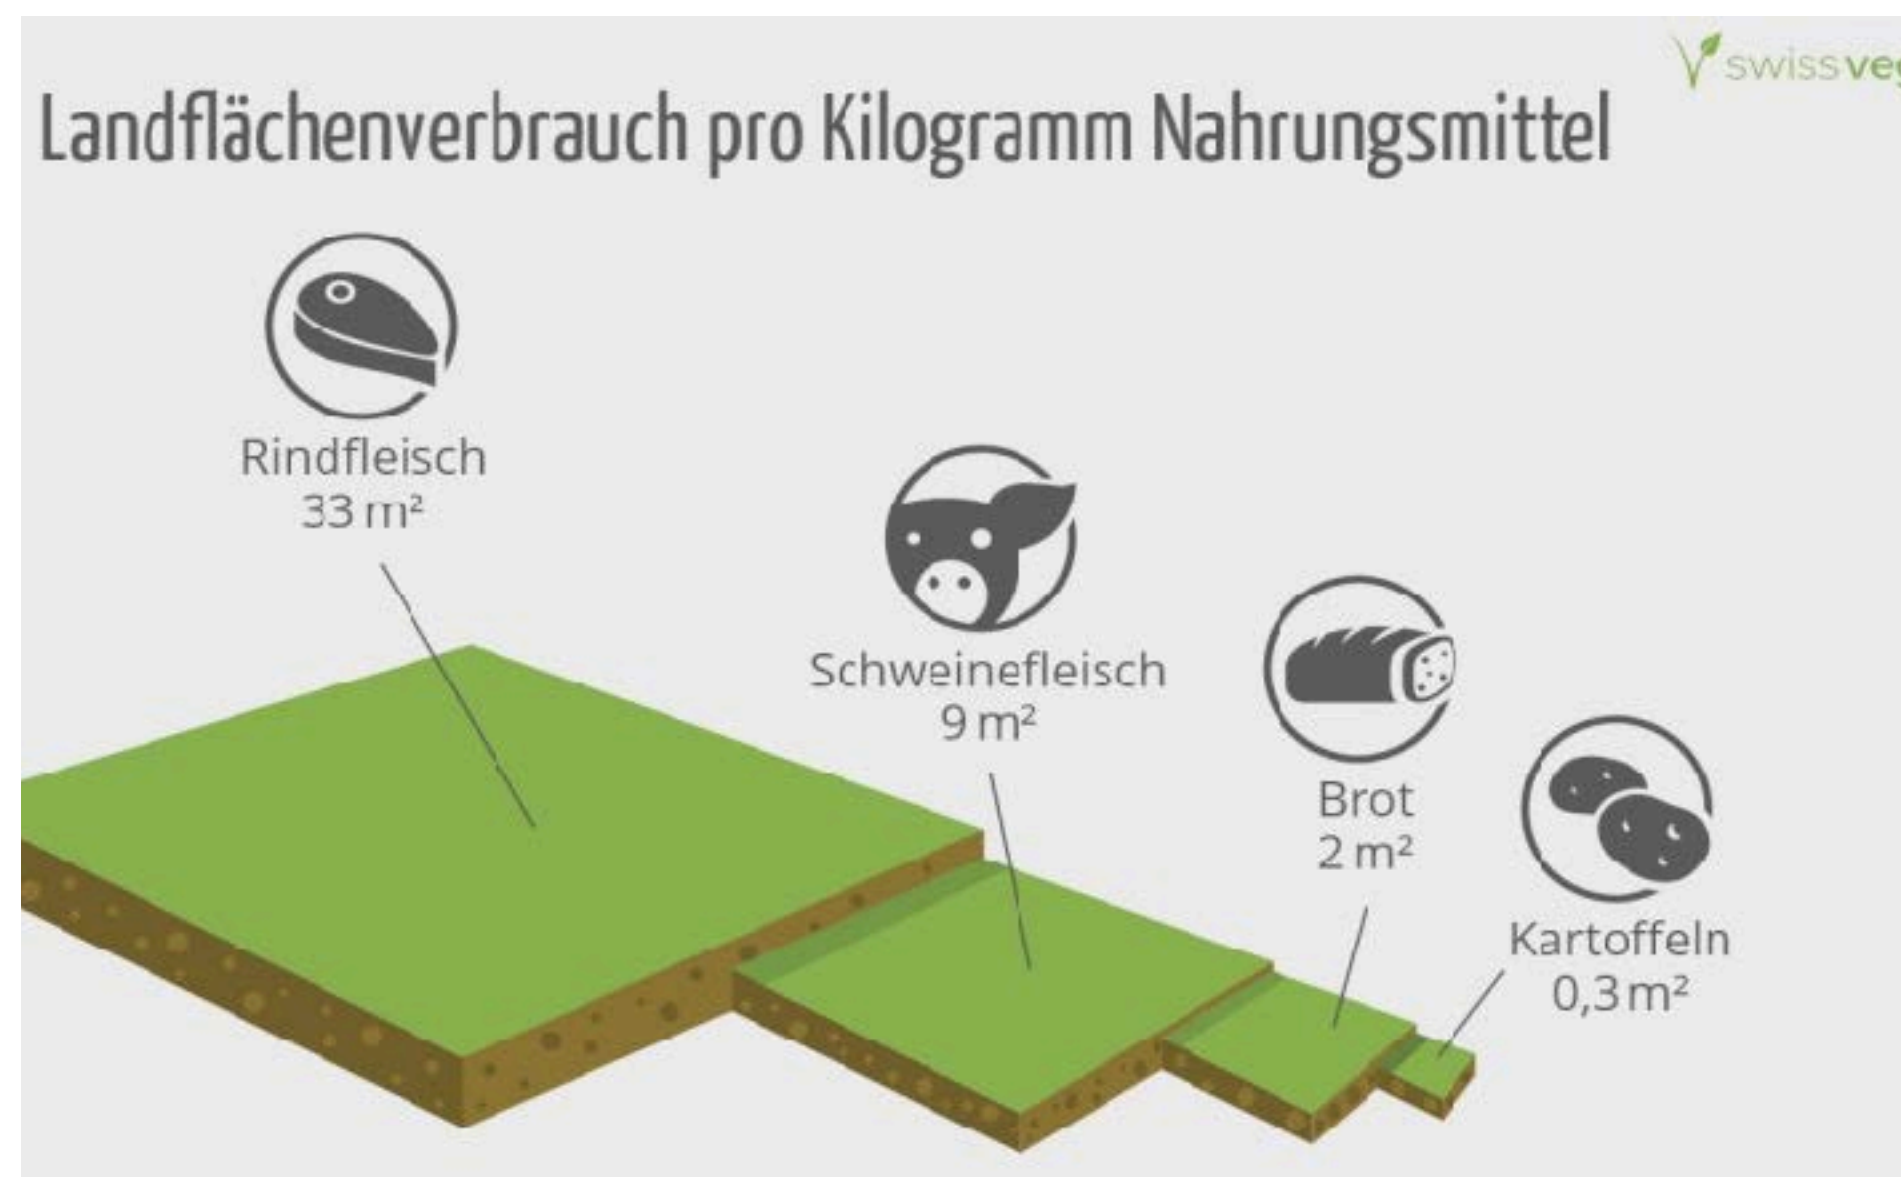 swissveg
Landflächenverbrauch pro Kilogramm Nahrungsmittel
Rindfleisch
33 m²
Schweinefleisch
9 m²
Brot
2 m²
Kartoffeln
0,3 m²